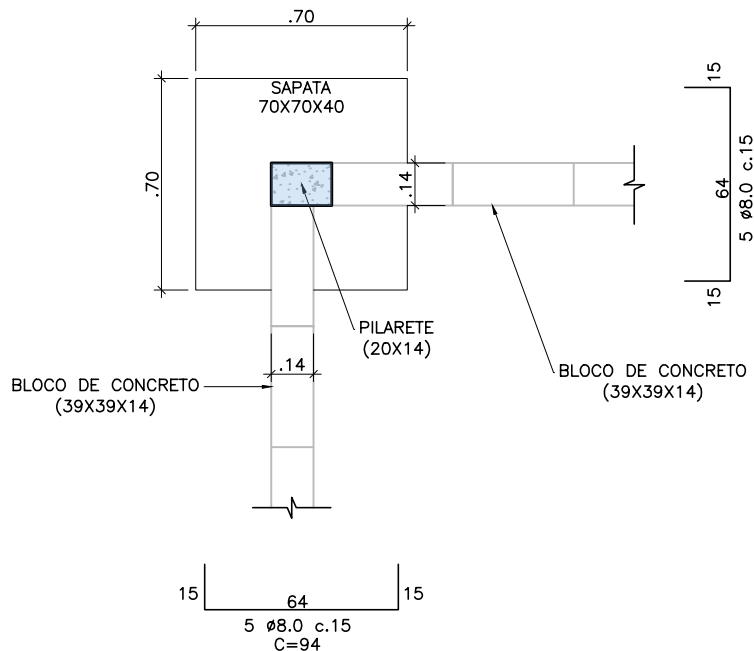 .70
SAPATA
70X70X40
.70
.14
15
64
5 ø8.0 c.15
15
PILARETE
(20X14)
BLOCO DE CONCRETO
(39X39X14)
.14
BLOCO DE CONCRETO
(39X39X14)
15
64
15
5 ø8.0 c.15
C=94